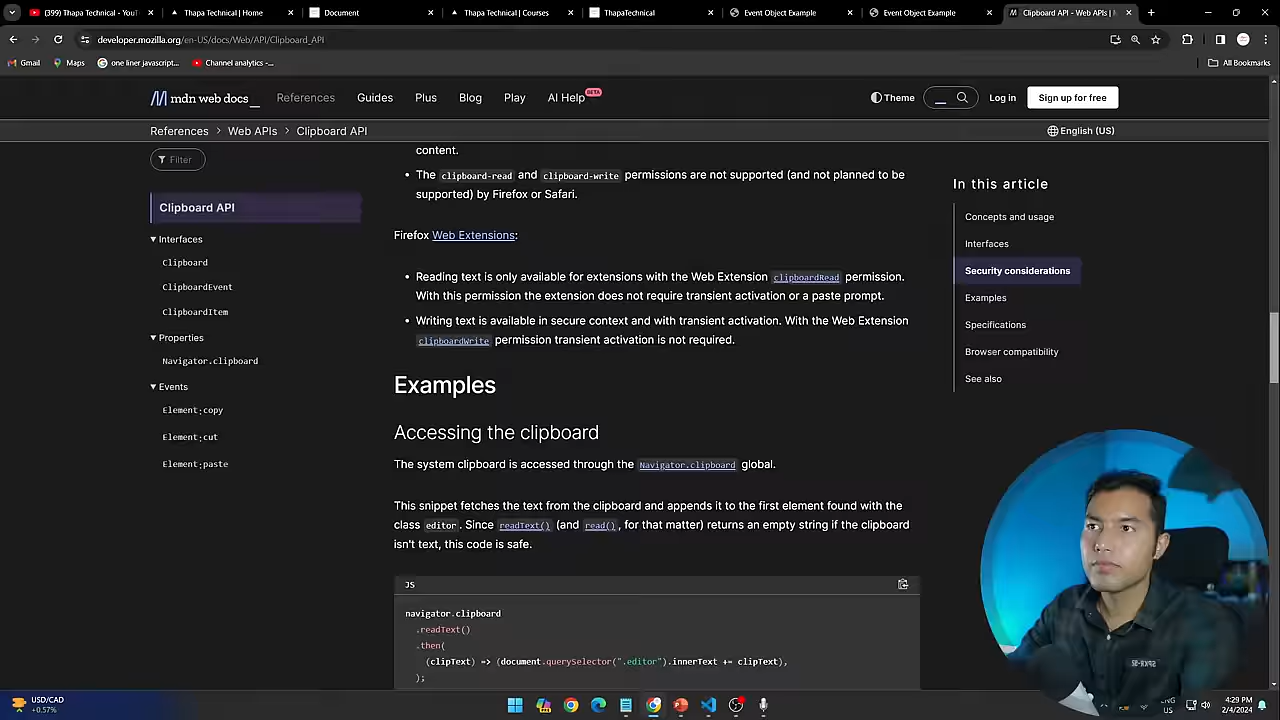 (399) Thapa Technical - YouT
Thapa Technical | Home
Document
Thapa Technical | Courses
ThapaTechnical
Event Object Example
Event Object Example
Clipboard API - Web APIs |
developer.mozilla.org/en-US/docs/Web/API/Clipboard_API
Gmail
Maps
one liner javascript...
Channel analytics -...
All Bookmarks
mdn web docs_
References
Guides
Plus
Blog
Play
AI Help BETA
Theme
Log in
Sign up for free
References > Web APIs > Clipboard API
English (US)
Filter
Clipboard API
Interfaces
Clipboard
ClipboardEvent
ClipboardItem
Properties
Navigator.clipboard
Events
Element:copy
Element:cut
Element:paste
content.
• The clipboard-read and clipboard-write permissions are not supported (and not planned to be
supported) by Firefox or Safari.
Firefox Web Extensions:
• Reading text is only available for extensions with the Web Extension clipboardRead permission.
With this permission the extension does not require transient activation or a paste prompt.
• Writing text is available in secure context and with transient activation. With the Web Extension
clipboardWrite permission transient activation is not required.
Examples
Accessing the clipboard
The system clipboard is accessed through the Navigator.clipboard global.
This snippet fetches the text from the clipboard and appends it to the first element found with the
class editor. Since readText() (and read(), for that matter) returns an empty string if the clipboard
isn't text, this code is safe.
JS
navigator.clipboard
.readText()
.then(
(clipText) => (document.querySelector(".editor").innerText += clipText),
);
In this article
Concepts and usage
Interfaces
Security considerations
Examples
Specifications
Browser compatibility
See also
USD/CAD
+0.57%
US
4:29 PM
2/4/2024